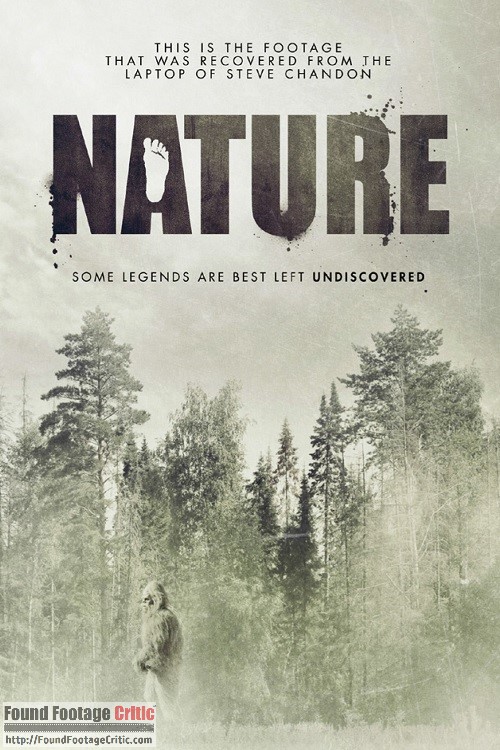 THIS IS THE FOOTAGE
THAT WAS RECOVERED FROM THE
LAPTOP OF STEVE CHANDON
NATURE
SOME LEGENDS ARE BEST LEFT UNDISCOVERED
Found Footage Critic
http://FoundFootageCritic.com